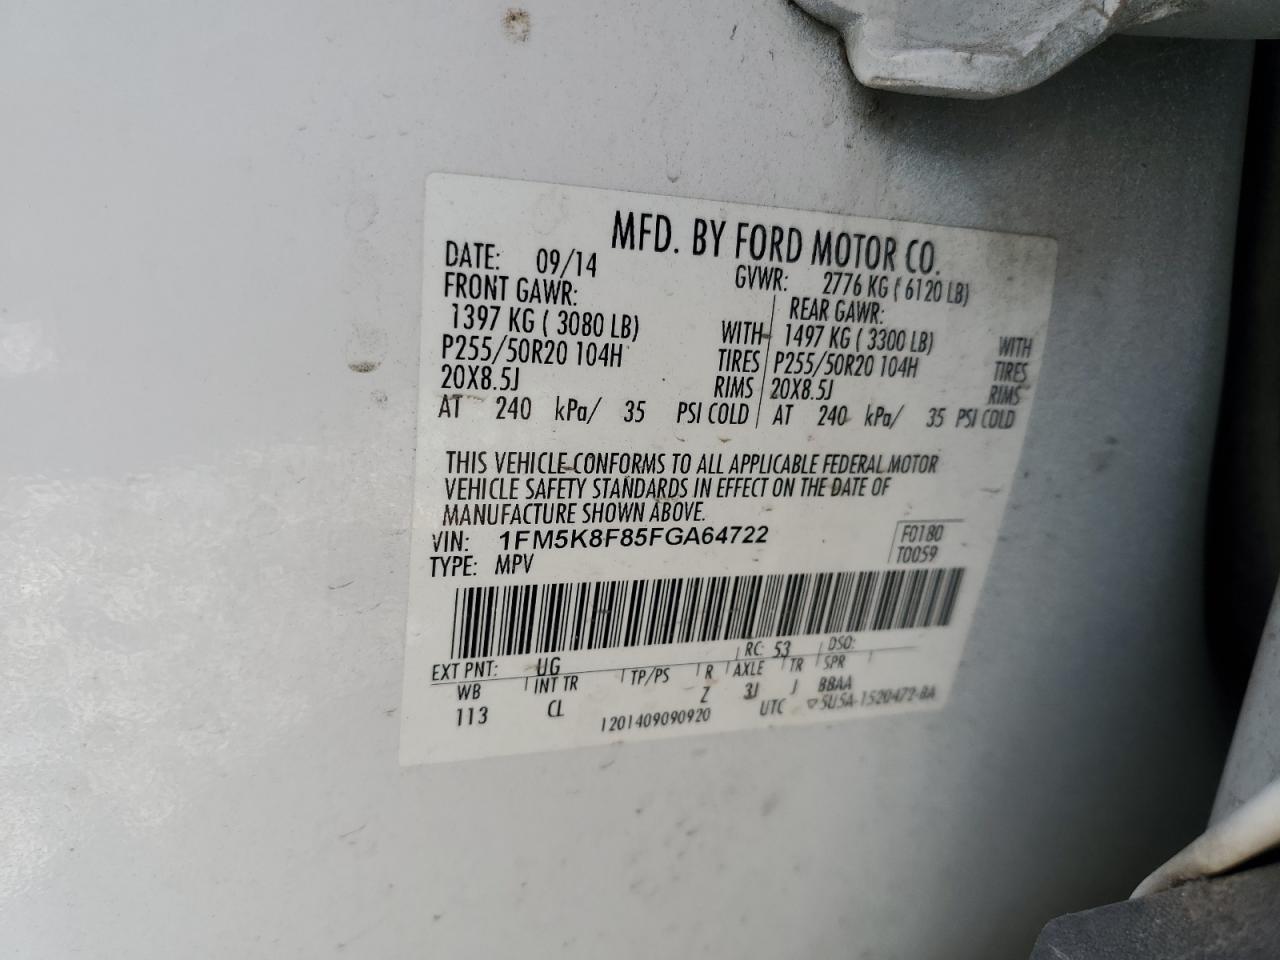 MFD. BY FORD MOTOR CO.
DATE: 09/14 GVWR: 2776 KG ( 6120 LB)
FRONT GAWR: REAR GAWR:
1397 KG ( 3080 LB) WITH 1497 KG ( 3300 LB) WITH
P255/50R20 104H TIRES P255/50R20 104H TIRES
20X8.5J RIMS 20X8.5J RIMS
AT 240 kPa/ 35 PSI COLD AT 240 kPa/ 35 PSI COLD
THIS VEHICLE CONFORMS TO ALL APPLICABLE FEDERAL MOTOR
VEHICLE SAFETY STANDARDS IN EFFECT ON THE DATE OF
MANUFACTURE SHOWN ABOVE.
VIN: 1FM5K8F85FGA64722 F0180
TYPE: MPV T0059
EXT PNT: UG RC: 53 DSO:
WB INT TR TP/PS R AXLE TR SPR
113 CL Z 3J J BBAA
1201409090920 UTC ▽5U5A-1520472-BA